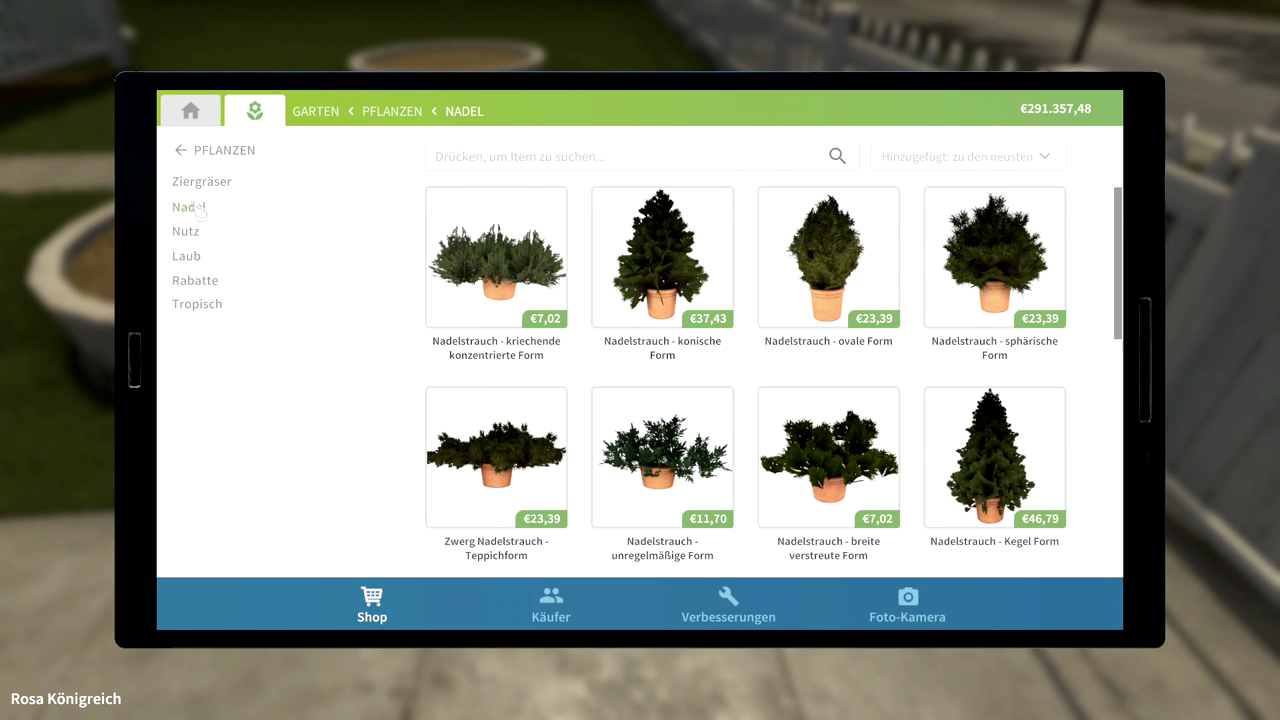 GARTEN < PFLANZEN < NADEL
€291.357,48
PFLANZEN
Ziergräser
Nadel
Nutz
Laub
Rabatte
Tropisch
Drücken, um Item zu suchen...
Hinzugefügt: zu den neusten
€7,02
€37,43
€23,39
€23,39
Nadelstrauch - kriechende
konzentrierte Form
Nadelstrauch - konische
Form
Nadelstrauch - ovale Form
Nadelstrauch - sphärische
Form
€23,39
€11,70
€7,02
€46,79
Zwerg Nadelstrauch -
Teppichform
Nadelstrauch -
unregelmäßige Form
Nadelstrauch - breite
verstreute Form
Nadelstrauch - Kegel Form
Shop
Käufer
Verbesserungen
Foto-Kamera
Rosa Königreich